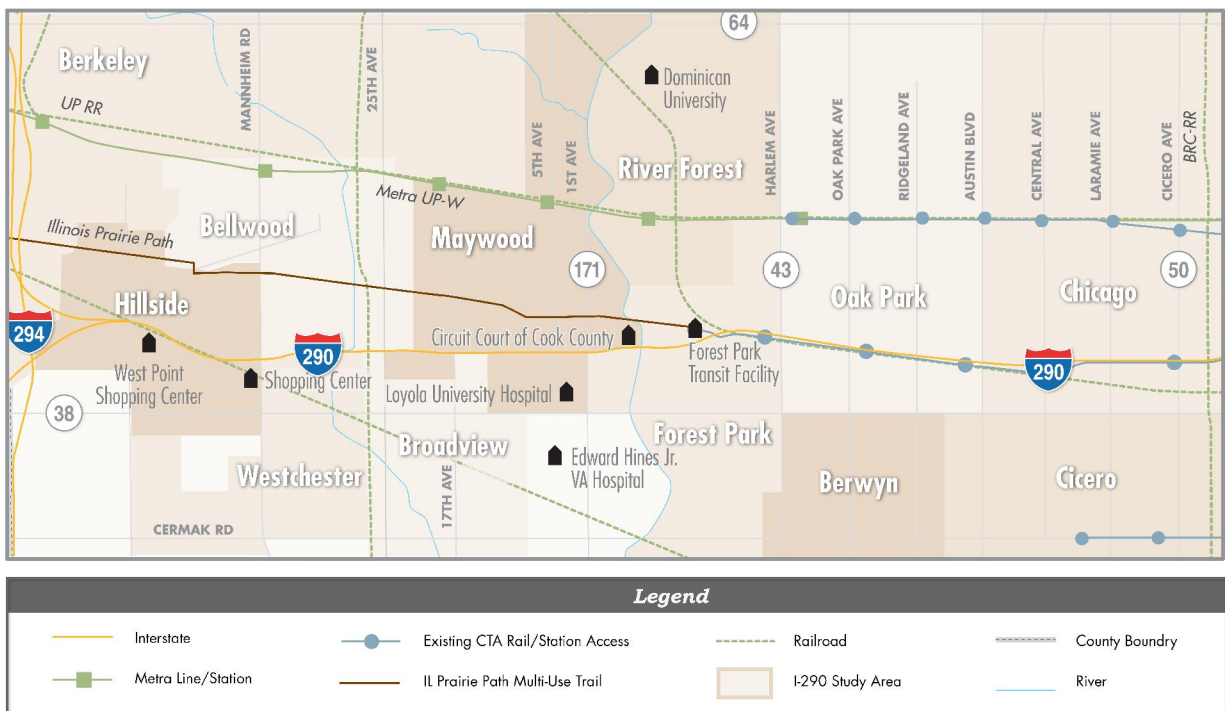 64
Berkeley
MANNHEIM RD
25TH AVE
Dominican
University
UP RR
5TH AVE
1ST AVE
HARLEM AVE
OAK PARK AVE
RIDGELAND AVE
AUSTIN BLVD
CENTRAL AVE
LARAMIE AVE
CICERO AVE
BRC-RR
River Forest
Metra UP-W
Illinois Prairie Path
Bellwood
Maywood
171
43
50
Hillside
Oak Park
Chicago
294
290
Circuit Court of Cook County
Forest Park
Transit Facility
290
West Point
Shopping Center
Shopping Center
Loyola University Hospital
38
Broadview
Forest Park
Westchester
Edward Hines Jr.
VA Hospital
17TH AVE
Berwyn
Cicero
CERMAK RD
Legend
Interstate
Existing CTA Rail/Station Access
Railroad
County Boundry
Metra Line/Station
IL Prairie Path Multi-Use Trail
I-290 Study Area
River